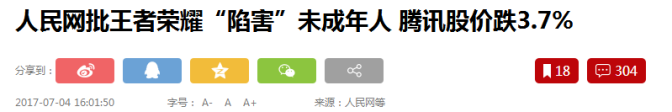 人民网批王者荣耀“陷害”未成年人 腾讯股价跌3.7%
分享到： 18 304
2017-07-04 16:01:50 字号： A- A A+ 来源：人民网等